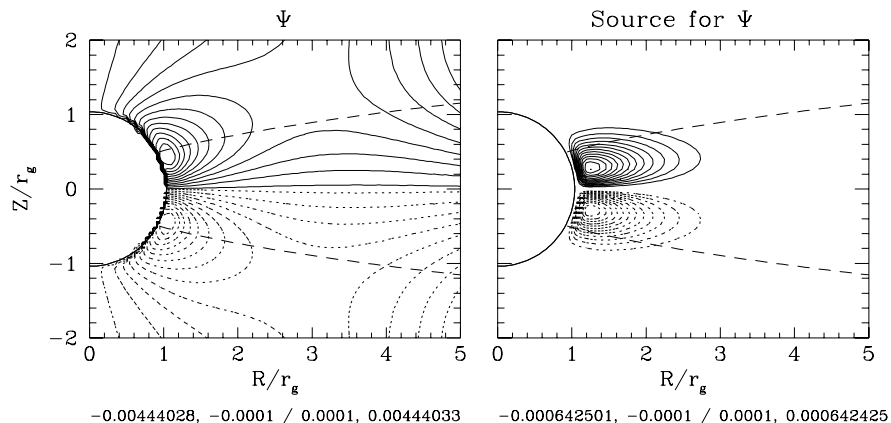 Ψ
Source for Ψ
Z/r_g
2
1
0
−1
−2
0 1 2 3 4 5
R/r_g
0 1 2 3 4 5
R/r_g
−0.00444028, −0.0001 / 0.0001, 0.00444033
−0.000642501, −0.0001 / 0.0001, 0.000642425